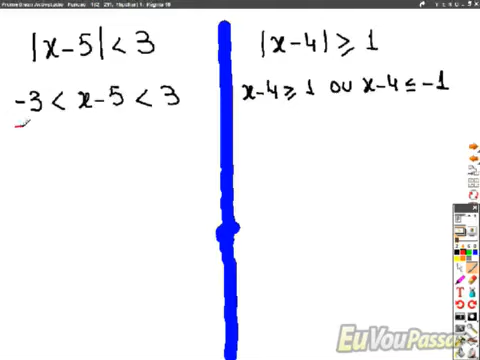 |x-5| < 3
-3 < x-5 < 3
|x-4| ≥ 1
x-4 ≥ 1 ou x-4 ≤ -1
EuVouPassar